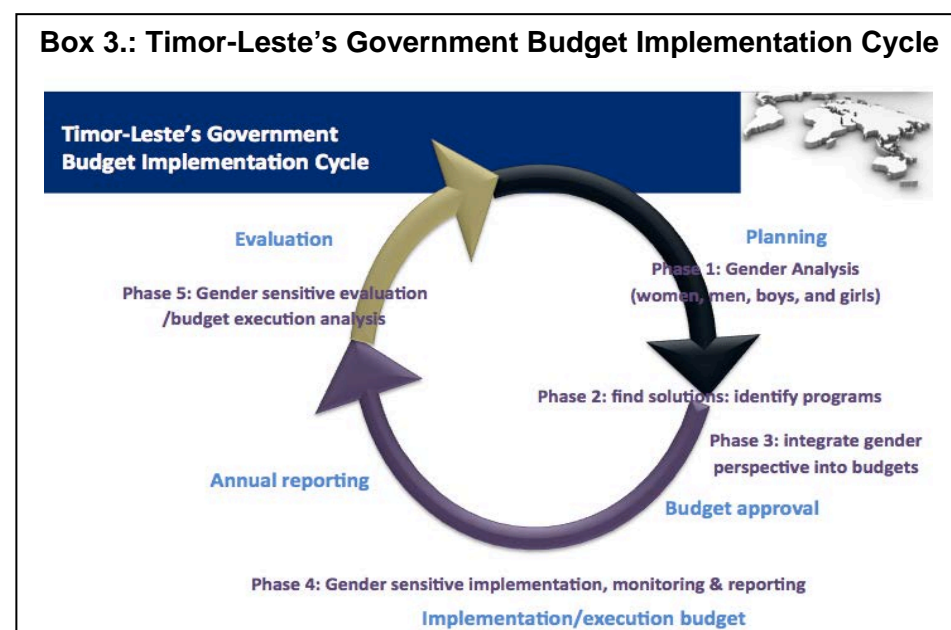 Box 3.: Timor-Leste's Government Budget Implementation Cycle
Timor-Leste's Government
Budget Implementation Cycle
Evaluation
Planning
Phase 1: Gender Analysis
(women, men, boys, and girls)
Phase 5: Gender sensitive evaluation
/budget execution analysis
Phase 2: find solutions: identify programs
Phase 3: integrate gender
perspective into budgets
Annual reporting
Budget approval
Phase 4: Gender sensitive implementation, monitoring & reporting
Implementation/execution budget